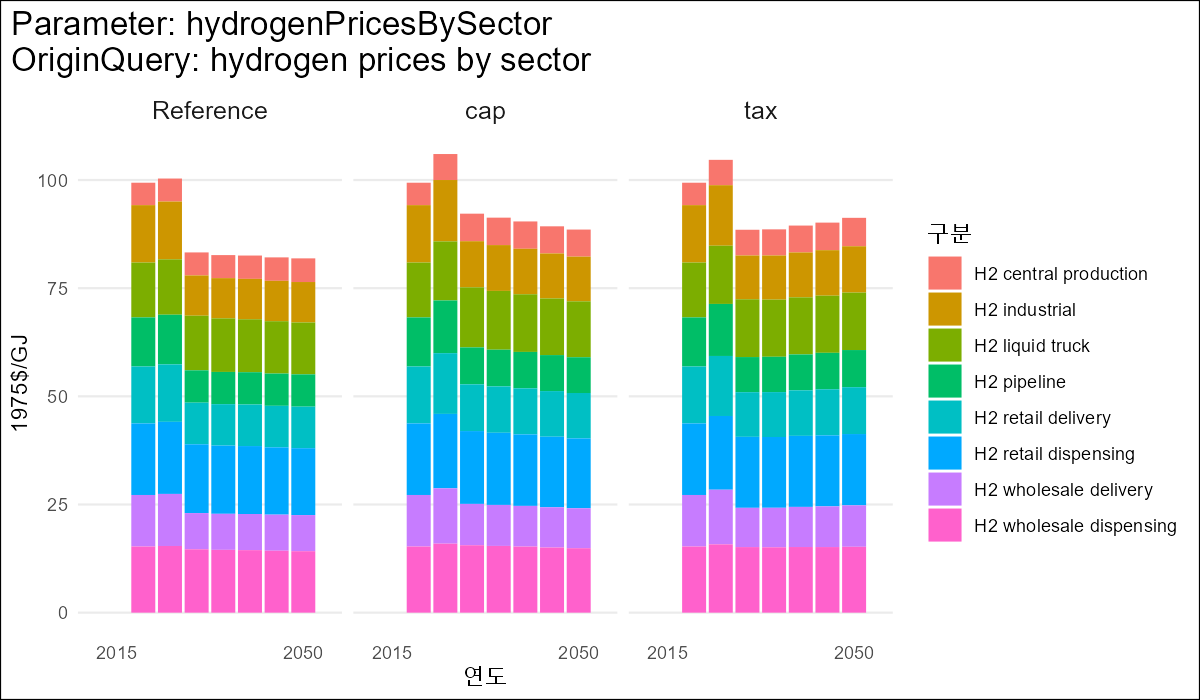 Parameter: hydrogenPricesBySector
OriginQuery: hydrogen prices by sector
Reference
cap
tax
100
75
50
25
0
1975$/GJ
2015
2050
2015
2050
2015
2050
연도
구분
H2 central production
H2 industrial
H2 liquid truck
H2 pipeline
H2 retail delivery
H2 retail dispensing
H2 wholesale delivery
H2 wholesale dispensing